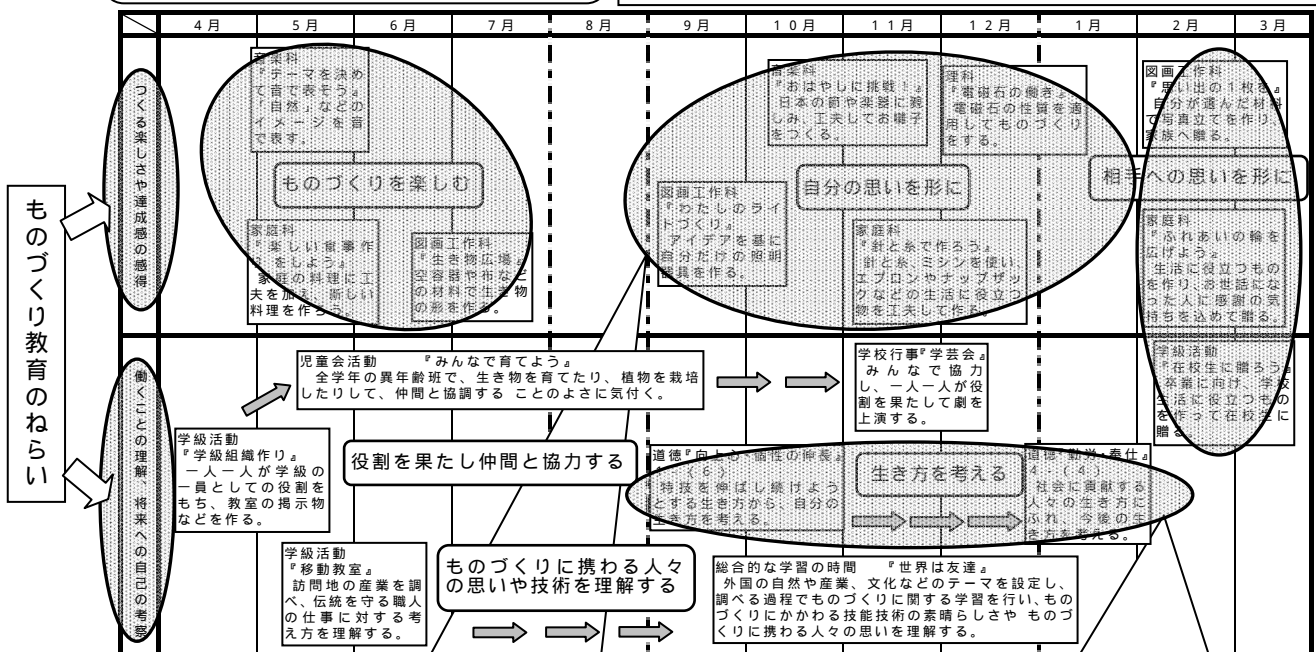 4月 5月 6月 7月 8月 9月 10月 11月 12月 1月 2月 3月
ものづくり教育のねらい
つくる楽しさや達成感の感得
音楽科
『テーマを決め
て音で表そう』
「自然」などの
イメージを音
で表す。
ものづくりを楽しむ
家庭科
『楽しい食事作
りをしよう』
家庭の料理に工
夫を加え、新しい
料理を作ろう。
図画工作科
『生き物広場』
空容器や布など
の材料で生き物
の形を作る。
音楽科
『おはやしに挑戦!』
日本の節や楽器に親
しみ、工夫してお囃子
をつくる。
理科
『電磁石の働き』
電磁石の性質を適
用してものづくり
をする。
図画工作科
『わたしのライ
トづくり』
アイデアを基に
自分だけの照明
器具を作る。
自分の思いを形に
家庭科
『針と糸で作ろう』
針と糸、ミシンを使い、
エプロンやナップザッ
クなどの生活に役立つ
物を工夫して作る。
図画工作科
『思い出の1枚を』
自分が選んだ材料
で写真立てを作り、
家族へ贈る。
相手への思いを形に
家庭科
『ふれあいの輪を
広げよう』
生活に役立つもの
を作り、お世話にな
った人に感謝の気
持ちを込めて贈る。
学級活動
『在校生に贈ろう』
卒業に向け、学校
生活に役立つもの
を作って在校生に
贈る。
働くことの理解、将来への自己の考察
児童会活動 『みんなで育てよう』
全学年の異年齢班で、生き物を育てたり、植物を栽培
したりして、仲間と協調する ことのよさに気付く。
学校行事『学芸会』
みんなで協力
し、一人一人が役
割を果たして劇を
上演する。
学級活動
『学級組織作り』
一人一人が学級の
一員としての役割を
もち、教室の掲示物
などを作る。
役割を果たし仲間と協力する
道徳『向上心・個性の伸長』
(6)
特技を伸ばし続けよう
とする生き方から、自分の
生き方を考える。
生き方を考える
道徳『勤労・奉仕』
4-(4)
社会に貢献する
人々の生き方に
ふれ、今後の生
き方を考える。
学級活動
『移動教室』
訪問地の産業を調
べ、伝統を守る職人
の仕事に対する考
え方を理解する。
ものづくりに携わる人々
の思いや技術を理解する
総合的な学習の時間 『世界は友達』
外国の自然や産業、文化などのテーマを設定し、
調べる過程でものづくりに関する学習を行い、もの
づくりにかかわる技能技術の素晴らしさや ものづ
くりに携わる人々の思いを理解する。